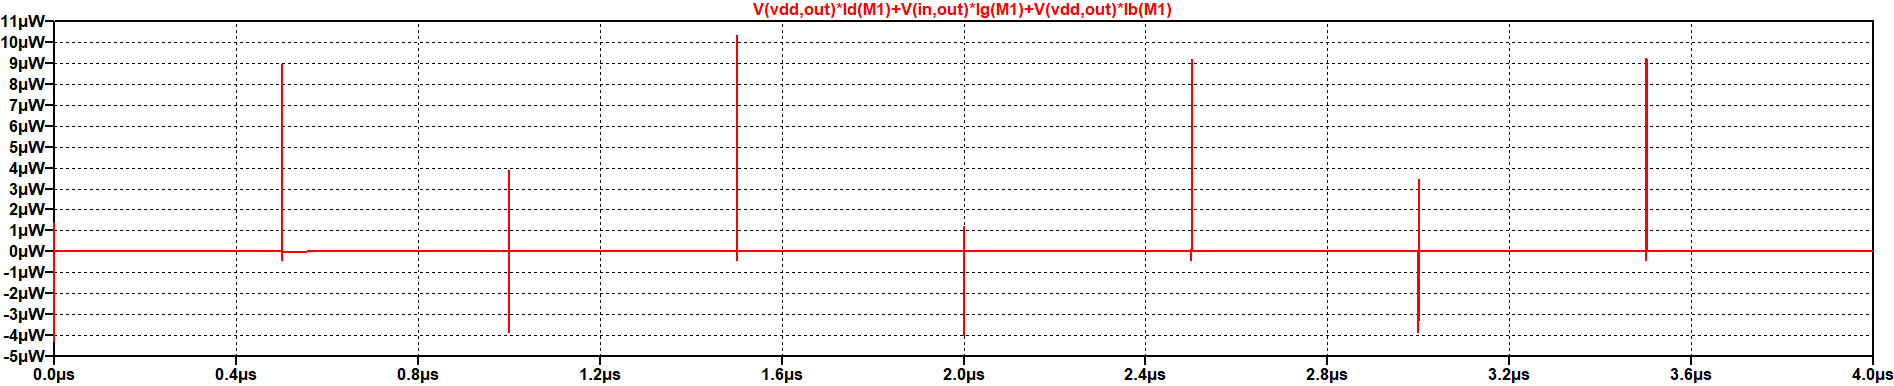 V(vdd,out)*Id(M1)+V(in,out)*Ig(M1)+V(vdd,out)*Ib(M1)
11µW
10µW
9µW
8µW
7µW
6µW
5µW
4µW
3µW
2µW
1µW
0µW
-1µW
-2µW
-3µW
-4µW
-5µW
0.0µs 0.4µs 0.8µs 1.2µs 1.6µs 2.0µs 2.4µs 2.8µs 3.2µs 3.6µs 4.0µs